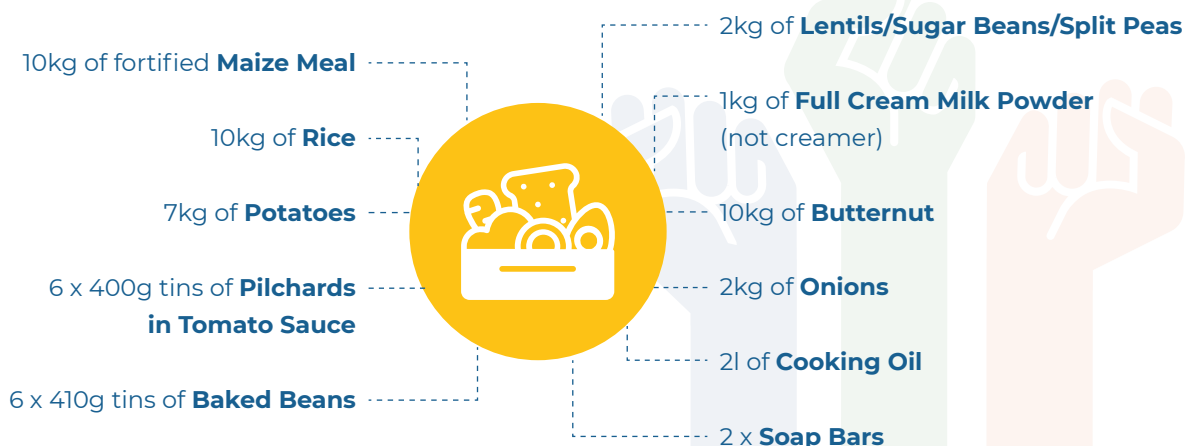 10kg of fortified Maize Meal
10kg of Rice
7kg of Potatoes
6 x 400g tins of Pilchards
in Tomato Sauce
6 x 410g tins of Baked Beans
2kg of Lentils/Sugar Beans/Split Peas
1kg of Full Cream Milk Powder
(not creamer)
10kg of Butternut
2kg of Onions
2l of Cooking Oil
2 x Soap Bars